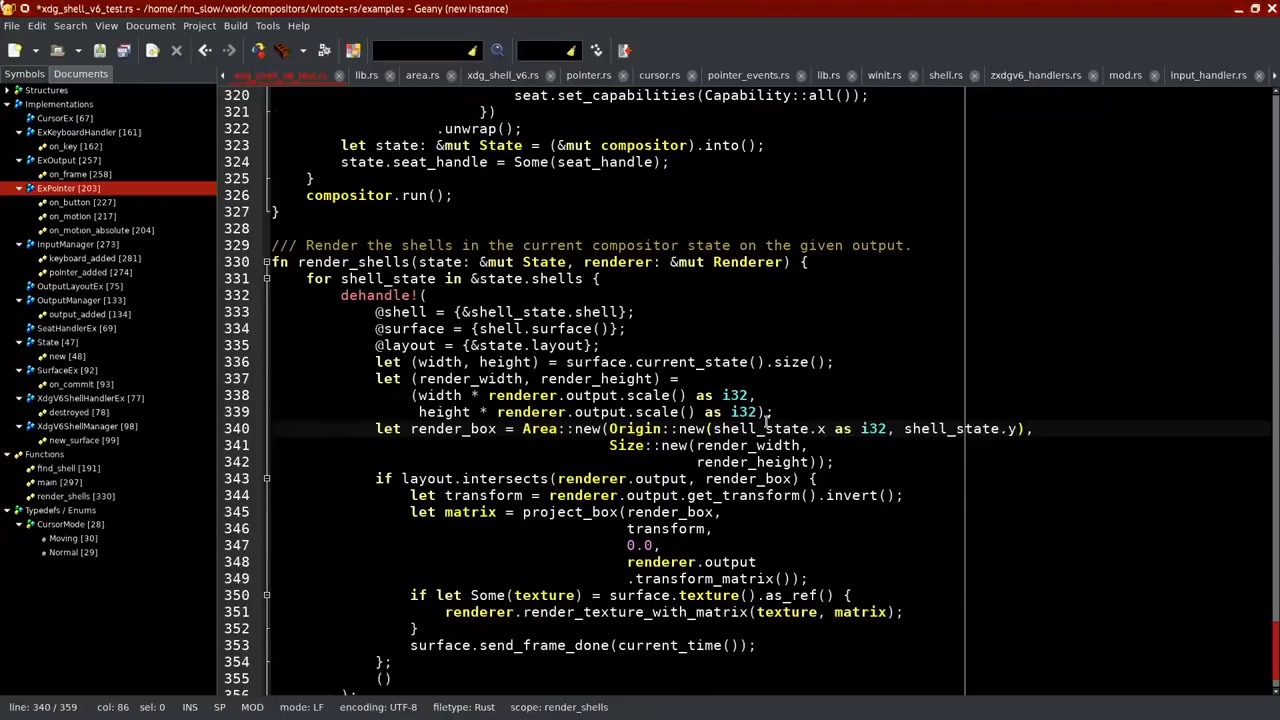 *xdg_shell_v6_test.rs - /home/.rhn_slow/work/compositors/wlroots-rs/examples - Geany (new instance)
File Edit Search View Document Project Build Tools Help
Symbols Documents
xdg_shell_v6_test.rs lib.rs area.rs xdg_shell_v6.rs pointer.rs cursor.rs pointer_events.rs lib.rs winit.rs shell.rs zxdgv6_handlers.rs mod.rs input_handler.rs
Structures
Implementations
CursorEx [67]
ExKeyboardHandler [161]
on_key [162]
ExOutput [257]
on_frame [258]
ExPointer [203]
on_button [227]
on_motion [217]
on_motion_absolute [204]
InputManager [273]
keyboard_added [281]
pointer_added [274]
OutputLayoutEx [75]
OutputManager [133]
output_added [134]
SeatHandlerEx [69]
State [47]
new [48]
SurfaceEx [92]
on_commit [93]
XdgV6ShellHandlerEx [77]
destroyed [78]
XdgV6ShellManager [98]
new_surface [99]
Functions
find_shell [191]
main [297]
render_shells [330]
Typedefs / Enums
CursorMode [28]
Moving [30]
Normal [29]
320 seat.set_capabilities(Capability::all());
321 })
322 .unwrap();
323 let state: &mut State = (&mut compositor).into();
324 state.seat_handle = Some(seat_handle);
325 }
326 compositor.run();
327 }
328
329 /// Render the shells in the current compositor state on the given output.
330 fn render_shells(state: &mut State, renderer: &mut Renderer) {
331 for shell_state in &state.shells {
332 dehandle!(
333 @shell = {&shell_state.shell};
334 @surface = {shell.surface()};
335 @layout = {&state.layout};
336 let (width, height) = surface.current_state().size();
337 let (render_width, render_height) =
338 (width * renderer.output.scale() as i32,
339 height * renderer.output.scale() as i32);
340 let render_box = Area::new(Origin::new(shell_state.x as i32, shell_state.y),
341 Size::new(render_width,
342 render_height));
343 if layout.intersects(renderer.output, render_box) {
344 let transform = renderer.output.get_transform().invert();
345 let matrix = project_box(render_box,
346 transform,
347 0.0,
348 renderer.output
349 .transform_matrix());
350 if let Some(texture) = surface.texture().as_ref() {
351 renderer.render_texture_with_matrix(texture, matrix);
352 }
353 surface.send_frame_done(current_time());
354 };
355 ()
356 );
line: 340 / 359 col: 86 sel: 0 INS SP MOD mode: LF encoding: UTF-8 filetype: Rust scope: render_shells